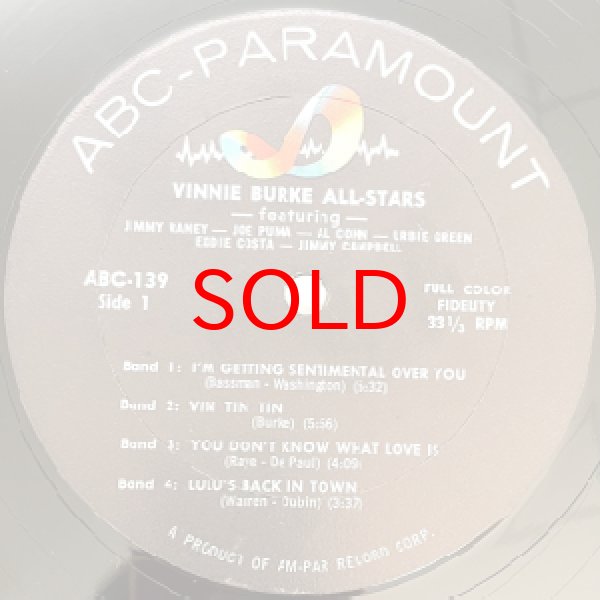 ABC-PARAMOUNT
VINNIE BURKE ALL-STARS
— featuring —
JIMMY RANEY — JOE PUMA — AL COHN — URBIE GREEN
EDDIE COSTA — JIMMY CAMPBELL
ABC-139
Side 1
SOLD
FULL COLOR
FIDELITY
33 1/3 RPM
Band 1: I'M GETTING SENTIMENTAL OVER YOU
(Bassman - Washington) (5:32)
Band 2: VIN TIN TIN
(Burke) (5:56)
Band 3: YOU DON'T KNOW WHAT LOVE IS
(Raye - De Paul) (4:09)
Band 4: LULU'S BACK IN TOWN
(Warren - Dubin) (3:37)
A PRODUCT OF AM-PAR RECORD CORP.